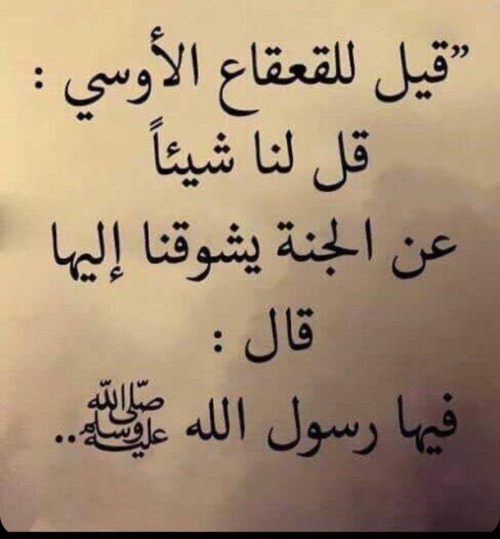 ”قيل للقعقاع الأوسي :
قل لنا شيئاً
عن الجنة يشوقنا إليها
قال :
فيها رسول الله ﷺ..